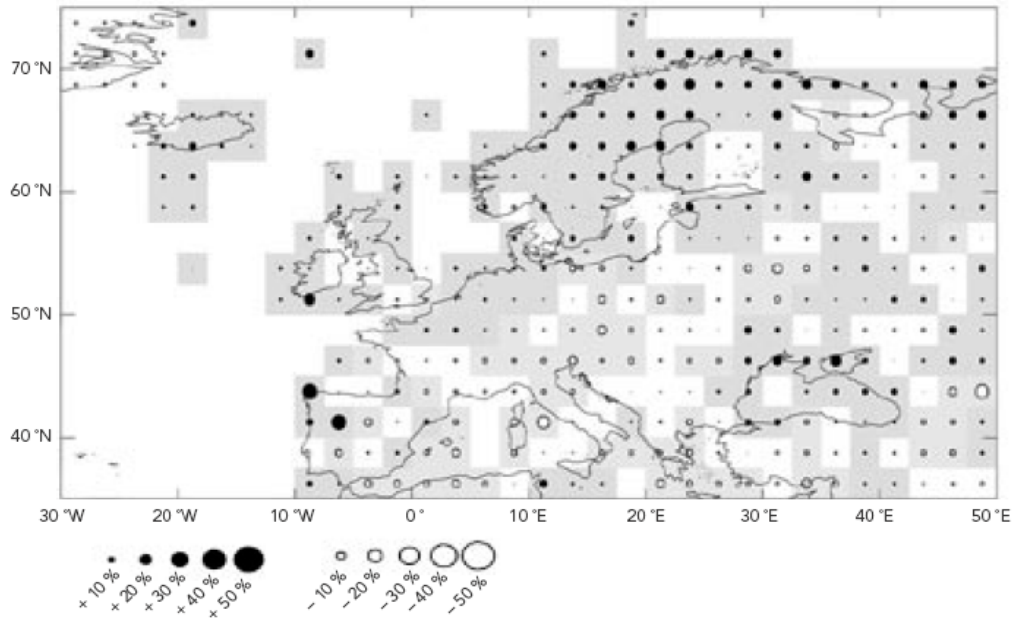 70 °N
60 °N
50 °N
40 °N
30 °W 20 °W 10 °W 0 ° 10 °E 20 °E 30 °E 40 °E 50 °E
+ 10 % + 20 % + 30 % + 40 % + 50 % – 10 % – 20 % – 30 % – 40 % – 50 %